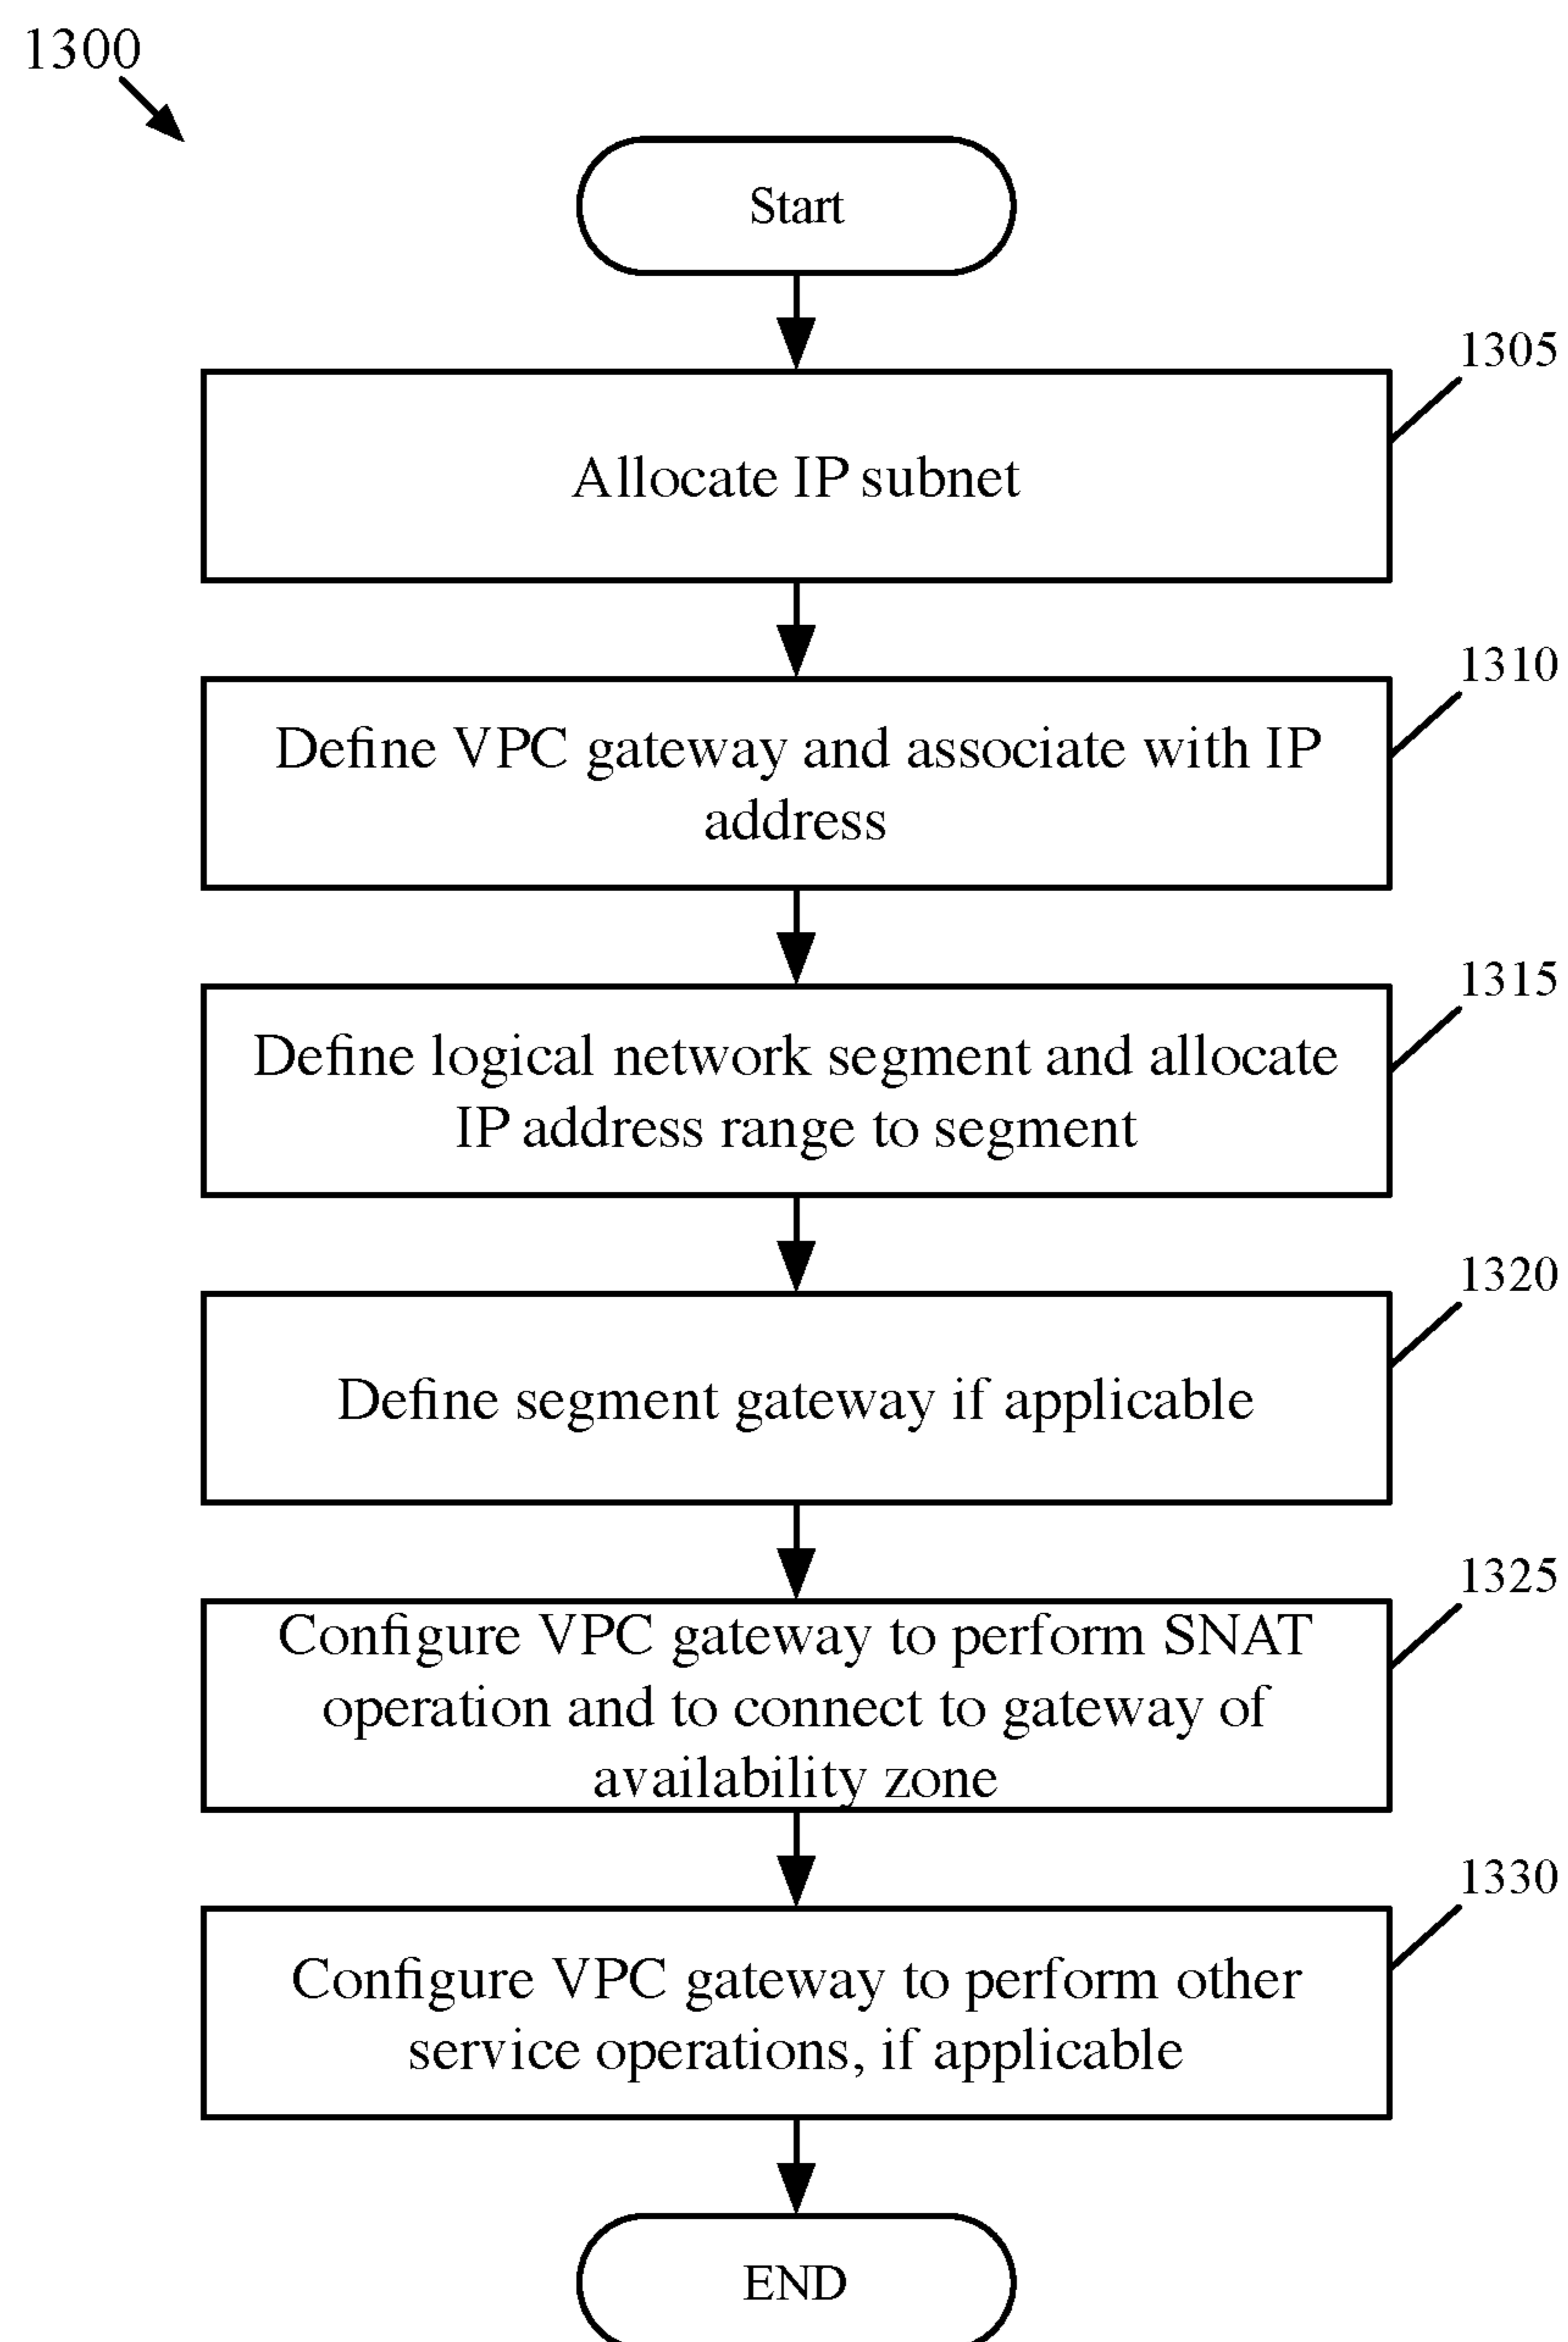 1300
Start
1305
Allocate IP subnet
1310
Define VPC gateway and associate with IP
address
1315
Define logical network segment and allocate
IP address range to segment
1320
Define segment gateway if applicable
1325
Configure VPC gateway to perform SNAT
operation and to connect to gateway of
availability zone
1330
Configure VPC gateway to perform other
service operations, if applicable
END